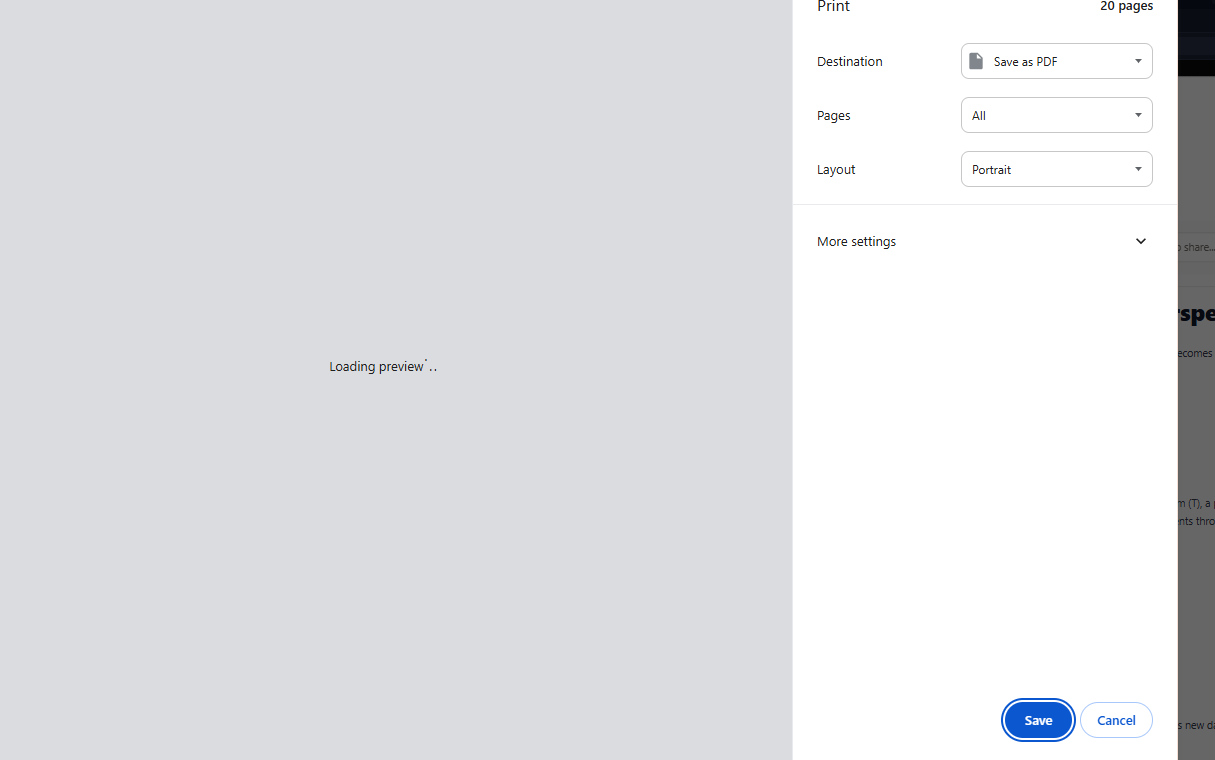 Print 20 pages
Destination Save as PDF
Pages All
Layout Portrait
More settings
Loading preview...
Save Cancel
share...
rspe
ecomes
m (T), a
nts thro
s new da